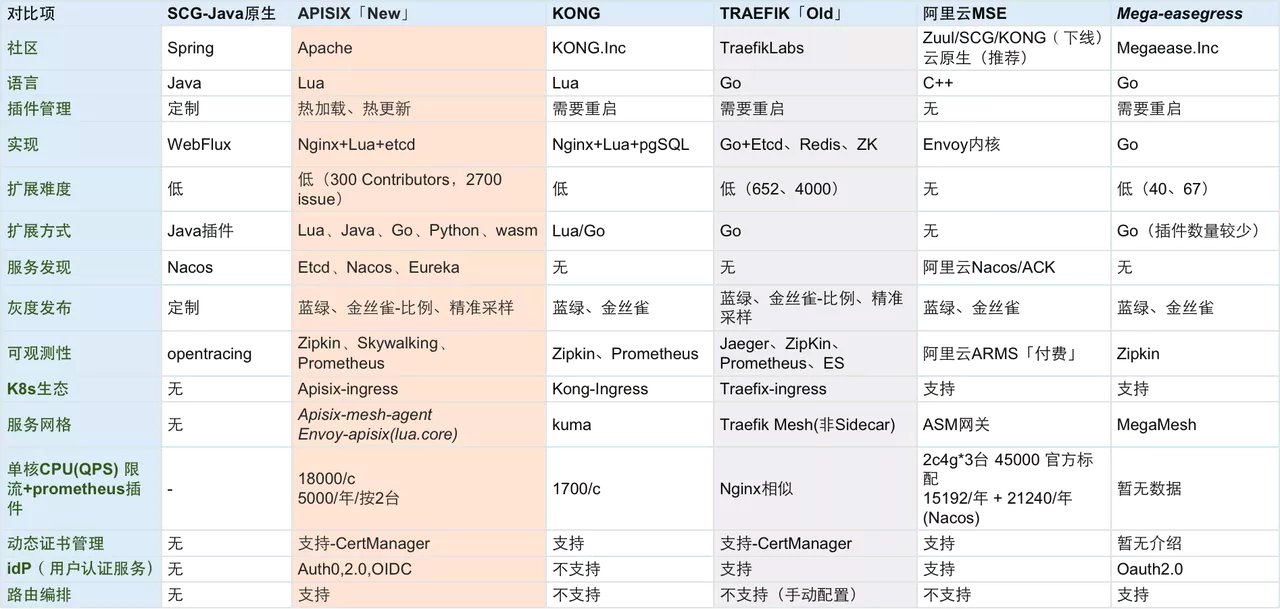 对比项 SCG-Java原生 APISIX「New」 KONG TRAEFIK「Old」 阿里云MSE Mega-easegress
社区 Spring Apache KONG.Inc TraefikLabs Zuul/SCG/KONG（下线）
云原生（推荐） Megaease.Inc
语言 Java Lua Lua Go C++ Go
插件管理 定制 热加载、热更新 需要重启 需要重启 无 需要重启
实现 WebFlux Nginx+Lua+etcd Nginx+Lua+pgSQL Go+Etcd、Redis、ZK Envoy内核 Go
扩展难度 低 低（300 Contributors，2700
issue） 低 低（652、4000） 无 低（40、67）
扩展方式 Java插件 Lua、Java、Go、Python、wasm Lua/Go Go 无 Go（插件数量较少）
服务发现 Nacos Etcd、Nacos、Eureka 无 无 阿里云Nacos/ACK 无
灰度发布 定制 蓝绿、金丝雀-比例、精准采样 蓝绿、金丝雀 蓝绿、金丝雀-比例、精准
采样 蓝绿、金丝雀 蓝绿、金丝雀
可观测性 opentracing Zipkin、Skywalking、
Prometheus Zipkin、Prometheus Jaeger、ZipKin、
Prometheus、ES 阿里云ARMS「付费」 Zipkin
K8s生态 无 Apisix-ingress Kong-Ingress Traefix-ingress 支持 支持
服务网格 无 Apisix-mesh-agent
Envoy-apisix(lua.core) kuma Traefik Mesh(非Sidecar) ASM网关 MegaMesh
单核CPU(QPS) 限
流+prometheus插
件 - 18000/c
5000/年/按2台 1700/c Nginx相似 2c4g*3台 45000 官方标
配
15192/年 + 21240/年
(Nacos) 暂无数据
动态证书管理 无 支持-CertManager 支持 支持-CertManager 支持 暂无介绍
idP（用户认证服务） 无 Auth0,2.0,OIDC 不支持 支持 支持 Oauth2.0
路由编排 无 支持 不支持 不支持（手动配置） 不支持 支持